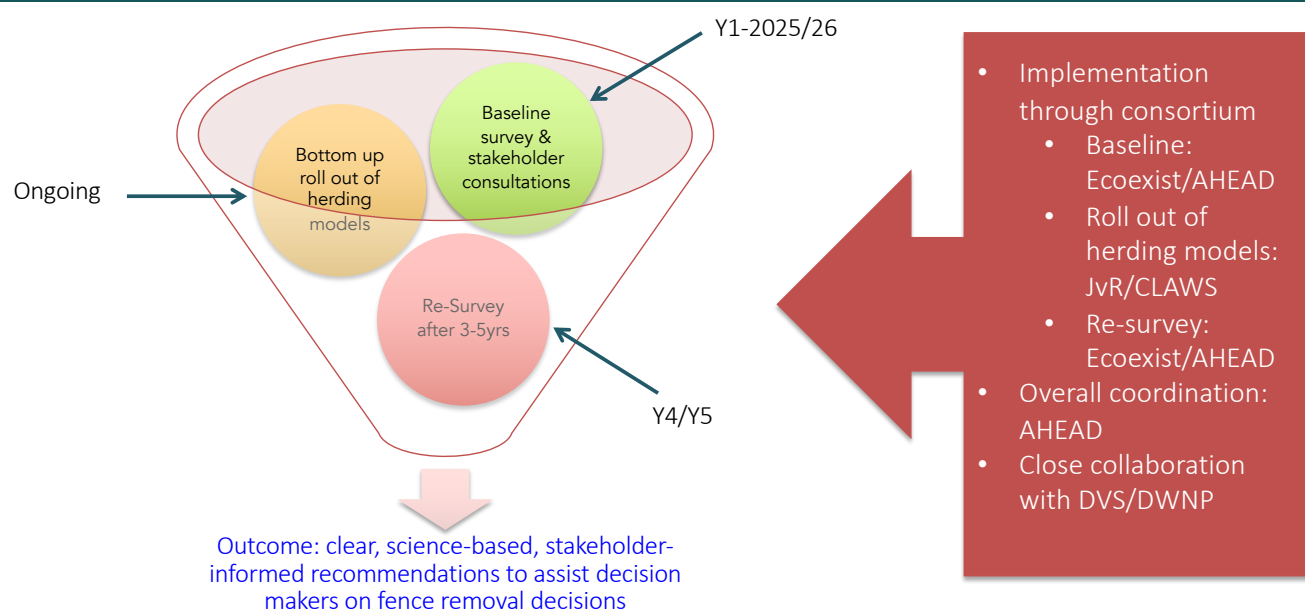 Y1-2025/26
Baseline
survey &
stakeholder
consultations
Bottom up
roll out of
herding
models
Ongoing
Re-Survey
after 3-5yrs
Y4/Y5
Outcome: clear, science-based, stakeholder-
informed recommendations to assist decision
makers on fence removal decisions
• Implementation
through consortium
• Baseline:
Ecoexist/AHEAD
• Roll out of
herding models:
JvR/CLAWS
• Re-survey:
Ecoexist/AHEAD
• Overall coordination:
AHEAD
• Close collaboration
with DVS/DWNP